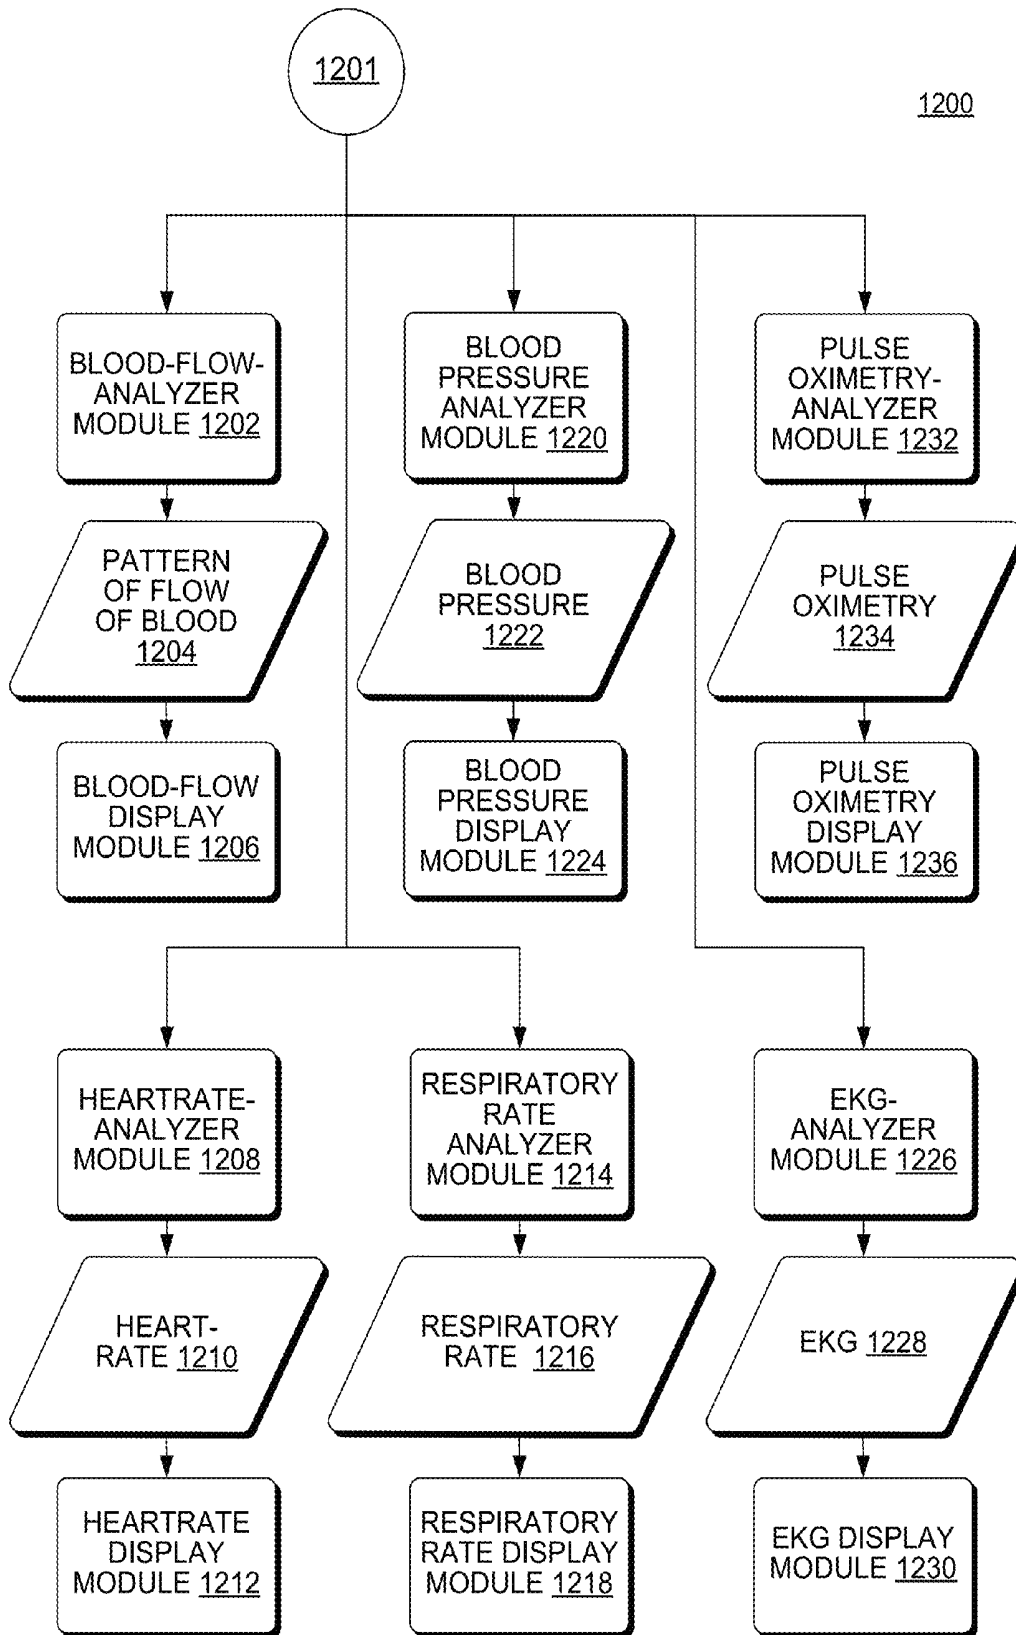 1201
1200
BLOOD-FLOW-
ANALYZER
MODULE 1202
BLOOD
PRESSURE
ANALYZER
MODULE 1220
PULSE
OXIMETRY-
ANALYZER
MODULE 1232
PATTERN
OF FLOW
OF BLOOD
1204
BLOOD
PRESSURE
1222
PULSE
OXIMETRY
1234
BLOOD-FLOW
DISPLAY
MODULE 1206
BLOOD
PRESSURE
DISPLAY
MODULE 1224
PULSE
OXIMETRY
DISPLAY
MODULE 1236
HEARTRATE-
ANALYZER
MODULE 1208
RESPIRATORY
RATE
ANALYZER
MODULE 1214
EKG-
ANALYZER
MODULE 1226
HEART-
RATE 1210
RESPIRATORY
RATE 1216
EKG 1228
HEARTRATE
DISPLAY
MODULE 1212
RESPIRATORY
RATE DISPLAY
MODULE 1218
EKG DISPLAY
MODULE 1230